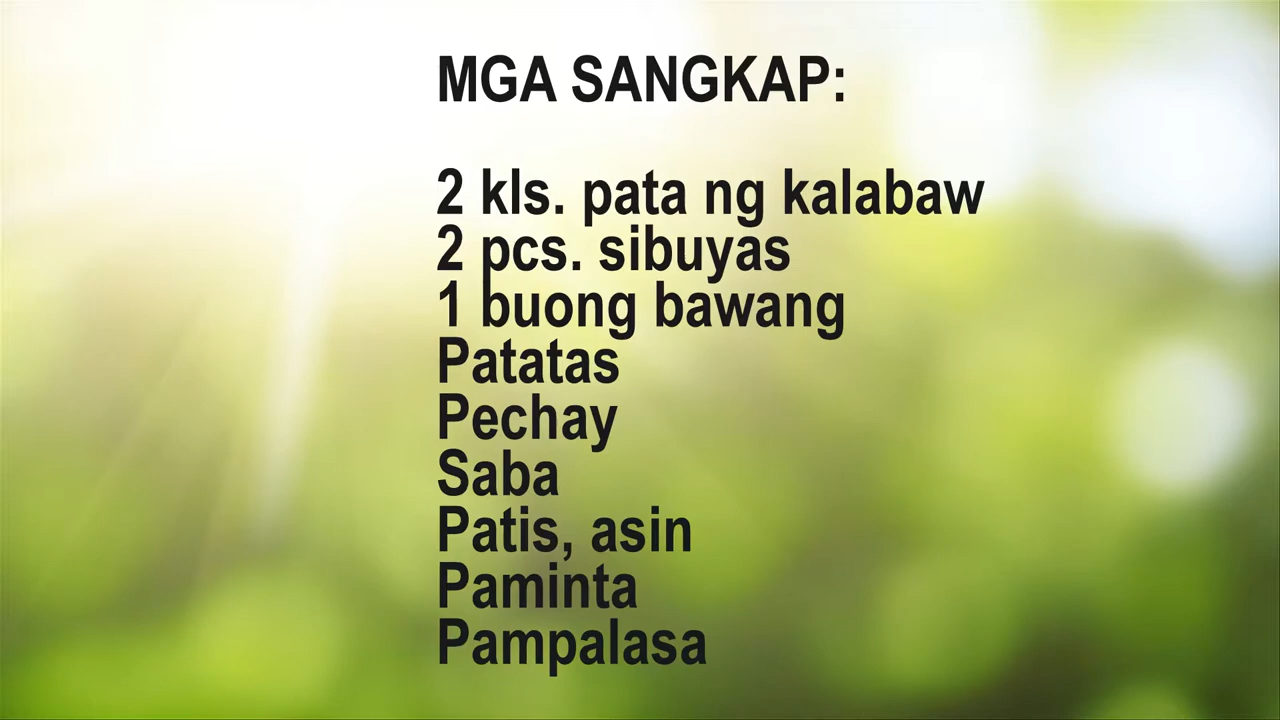 MGA SANGKAP:
2 kls. pata ng kalabaw
2 pcs. sibuyas
1 buong bawang
Patatas
Pechay
Saba
Patis, asin
Paminta
Pampalasa